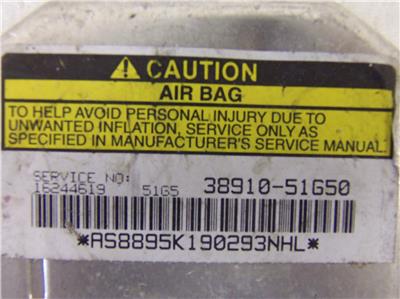 CAUTION
AIR BAG
TO HELP AVOID PERSONAL INJURY DUE TO
UNWANTED INFLATION, SERVICE ONLY AS
SPECIFIED IN MANUFACTURER'S SERVICE MANUAL.
SERVICE NO:
16244619 51G5 38910-51G50
*AS8895K190293NHL*